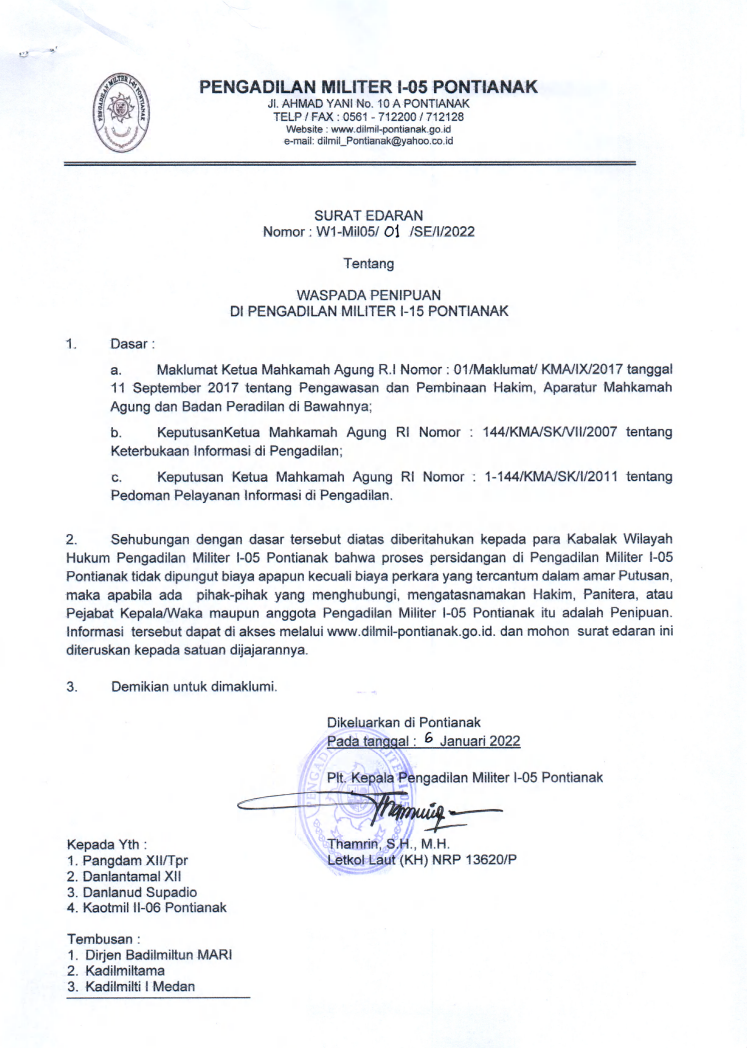 PENGADILAN MILITER I-05 PONTIANAK
Jl. AHMAD YANI No. 10 A PONTIANAK
TELP / FAX : 0561 - 712200 / 712128
Website : www.dilmil-pontianak.go.id
e-mail: dilmil_Pontianak@yahoo.co.id
PENGADILAN MILITER I-05 PONTIANAK
SURAT EDARAN
Nomor : W1-Mil05/ 01 /SE/I/2022
Tentang
WASPADA PENIPUAN
DI PENGADILAN MILITER I-15 PONTIANAK
1. Dasar :
a. Maklumat Ketua Mahkamah Agung R.I Nomor : 01/Maklumat/ KMA/IX/2017 tanggal
11 September 2017 tentang Pengawasan dan Pembinaan Hakim, Aparatur Mahkamah
Agung dan Badan Peradilan di Bawahnya;
b. KeputusanKetua Mahkamah Agung RI Nomor : 144/KMA/SK/VII/2007 tentang
Keterbukaan Informasi di Pengadilan;
c. Keputusan Ketua Mahkamah Agung RI Nomor : 1-144/KMA/SK/I/2011 tentang
Pedoman Pelayanan Informasi di Pengadilan.
2. Sehubungan dengan dasar tersebut diatas diberitahukan kepada para Kabalak Wilayah
Hukum Pengadilan Militer I-05 Pontianak bahwa proses persidangan di Pengadilan Militer I-05
Pontianak tidak dipungut biaya apapun kecuali biaya perkara yang tercantum dalam amar Putusan,
maka apabila ada pihak-pihak yang menghubungi, mengatasnamakan Hakim, Panitera, atau
Pejabat Kepala/Waka maupun anggota Pengadilan Militer I-05 Pontianak itu adalah Penipuan.
Informasi tersebut dapat di akses melalui www.dilmil-pontianak.go.id. dan mohon surat edaran ini
diteruskan kepada satuan dijajarannya.
3. Demikian untuk dimaklumi.
Dikeluarkan di Pontianak
Pada tanggal : 6 Januari 2022
Plt. Kepala Pengadilan Militer I-05 Pontianak
Thamrin, S.H., M.H.
Letkol Laut (KH) NRP 13620/P
Kepada Yth :
1. Pangdam XII/Tpr
2. Danlantamal XII
3. Danlanud Supadio
4. Kaotmil II-06 Pontianak
Tembusan :
1. Dirjen Badilmiltun MARI
2. Kadilmiltama
3. Kadilmilti I Medan